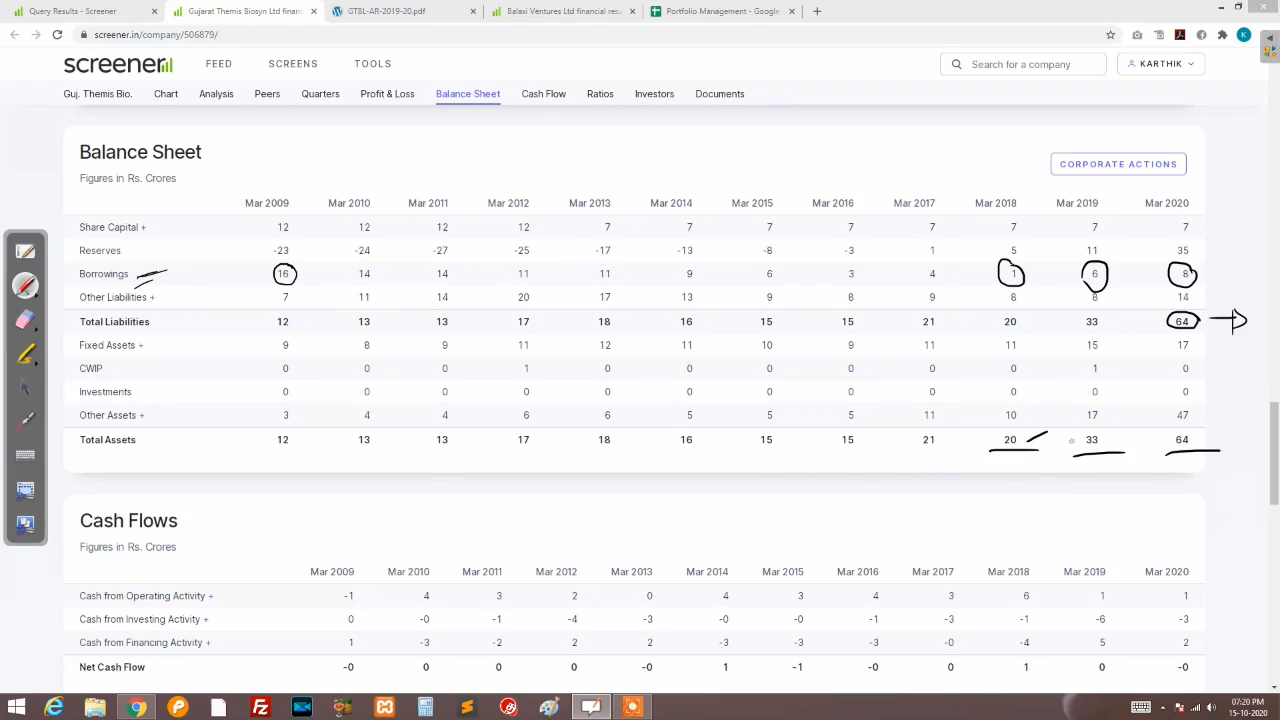 Query Results - Screener
Gujarat Themis Biosyn Ltd finan
GTBL-AR-2019-20.pdf
Balaxi Ventures Ltd financial resu
Portfolio Management - Google
screener.in/company/506879/
K
screener
FEED SCREENS TOOLS
Search for a company
KARTHIK
Guj. Themis Bio. Chart Analysis Peers Quarters Profit & Loss Balance Sheet Cash Flow Ratios Investors Documents
Balance Sheet
Figures in Rs. Crores
CORPORATE ACTIONS
Mar 2009 Mar 2010 Mar 2011 Mar 2012 Mar 2013 Mar 2014 Mar 2015 Mar 2016 Mar 2017 Mar 2018 Mar 2019 Mar 2020
Share Capital + 12 12 12 12 7 7 7 7 7 7 7 7
Reserves -23 -24 -27 -25 -17 -13 -8 -3 1 5 11 35
Borrowings 16 14 14 11 11 9 6 3 4 1 6 8
Other Liabilities + 7 11 14 20 17 13 9 8 9 8 8 14
Total Liabilities 12 13 13 17 18 16 15 15 21 20 33 64
Fixed Assets + 9 8 9 11 12 11 10 9 11 11 15 17
CWIP 0 0 0 1 0 0 0 0 0 0 1 0
Investments 0 0 0 0 0 0 0 0 0 0 0 0
Other Assets + 3 4 4 6 6 5 5 5 11 10 17 47
Total Assets 12 13 13 17 18 16 15 15 21 20 33 64
Cash Flows
Figures in Rs. Crores
Mar 2009 Mar 2010 Mar 2011 Mar 2012 Mar 2013 Mar 2014 Mar 2015 Mar 2016 Mar 2017 Mar 2018 Mar 2019 Mar 2020
Cash from Operating Activity + -1 4 3 2 0 4 3 4 3 6 1 1
Cash from Investing Activity + 0 -0 -1 -4 -3 -0 -0 -1 -3 -1 -6 -3
Cash from Financing Activity + 1 -3 -2 2 2 -3 -3 -3 -0 -4 5 2
Net Cash Flow -0 0 0 0 -0 1 -1 -0 0 1 0 -0
07:20 PM
15-10-2020